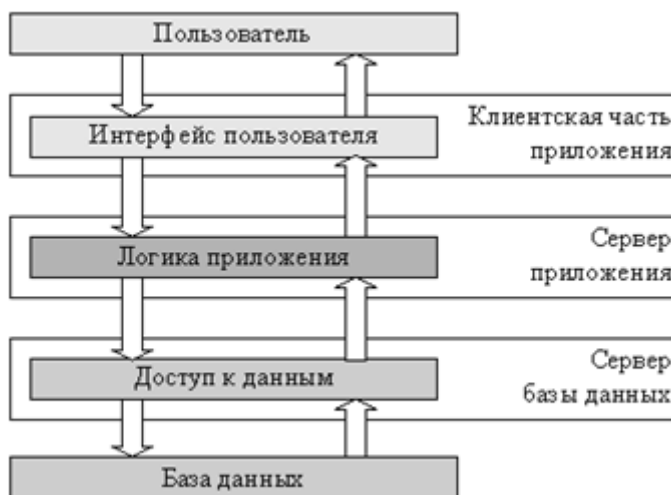 Пользователь
Интерфейс пользователя
Клиентская часть
приложения
Логика приложения
Сервер
приложения
Доступ к данным
Сервер
базы данных
База данных